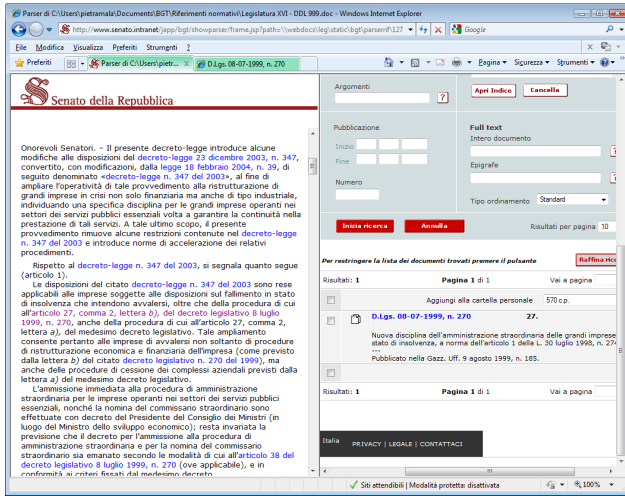 Parser di C:\Users\pietramala\Documents\BGT\Riferimenti normativi\Legislatura XVI - DDL 999.doc - Windows Internet Explorer
http://www.senato.intranet/japp/bgt/showparser/frame.jsp?path=\\webdocs\leg\static\bgt\parserrif\127
Google
File Modifica Visualizza Preferiti Strumenti ?
Preferiti
Parser di C:\Users\pietr...
D.Lgs. 08-07-1999, n. 270
Pagina Sicurezza Strumenti
Senato della Repubblica
Onorevoli Senatori. – Il presente decreto-legge introduce alcune
modifiche alle disposizioni del decreto-legge 23 dicembre 2003, n. 347,
convertito, con modificazioni, dalla legge 18 febbraio 2004, n. 39, di
seguito denominato «decreto-legge n. 347 del 2003», al fine di
ampliare l'operatività di tale provvedimento alla ristrutturazione di
grandi imprese in crisi non solo finanziaria ma anche di tipo industriale,
individuando una specifica disciplina per le grandi imprese operanti nei
settori dei servizi pubblici essenziali volta a garantire la continuità nella
prestazione di tali servizi. A tale ultimo scopo, il presente
provvedimento rimuove alcune restrizioni contenute nel decreto-legge
n. 347 del 2003 e introduce norme di accelerazione dei relativi
procedimenti.
Rispetto al decreto-legge n. 347 del 2003, si segnala quanto segue
(articolo 1).
Le disposizioni del citato decreto-legge n. 347 del 2003 sono rese
applicabili alle imprese soggette alle disposizioni sul fallimento in stato
di insolvenza che intendono avvalersi, oltre che della procedura di cui
all'articolo 27, comma 2, lettera b), del decreto legislativo 8 luglio
1999, n. 270, anche della procedura di cui all'articolo 27, comma 2,
lettera a), del medesimo decreto legislativo. Tale ampliamento
consente pertanto alle imprese di avvalersi non soltanto di procedure
di ristrutturazione economica e finanziaria dell'impresa (come previsto
dalla lettera b) del citato decreto legislativo n. 270 del 1999), ma
anche delle procedure di cessione dei complessi aziendali previsti dalla
lettera a) del medesimo decreto legislativo.
L'ammissione immediata alla procedura di amministrazione
straordinaria per le imprese operanti nei settori dei servizi pubblici
essenziali, nonché la nomina del commissario straordinario sono
effettuate con decreto del Presidente del Consiglio dei Ministri (in
luogo del Ministro dello sviluppo economico); resta invariata la
previsione che il decreto per l'ammissione alla procedura di
amministrazione straordinaria e per la nomina del commissario
straordinario sia emanato secondo le modalità di cui all'articolo 38 del
decreto legislativo 8 luglio 1999, n. 270 (ove applicabile), e in
conformità ai criteri fissati dal medesimo decreto
Argomenti
?
Apri Indice
Cancella
Pubblicazione
Inizio
Fine
Numero
Full text
Intero documento
Epigrafe
Tipo ordinamento Standard
Inizia ricerca
Annulla
Risultati per pagina 10
Per restringere la lista dei documenti trovati premere il pulsante
Raffina rice
Risultati: 1 Pagina 1 di 1 Vai a pagina
Aggiungi alla cartella personale 570 c.p.
D.Lgs. 08-07-1999, n. 270 27.
Nuova disciplina dell'amministrazione straordinaria delle grandi imprese
stato di insolvenza, a norma dell'articolo 1 della L. 30 luglio 1998, n. 274
---
Pubblicato nella Gazz. Uff. 9 agosto 1999, n. 185.
Risultati: 1 Pagina 1 di 1 Vai a pagina
Italia PRIVACY | LEGALE | CONTATTACI
Siti attendibili | Modalità protetta: disattivata
100%